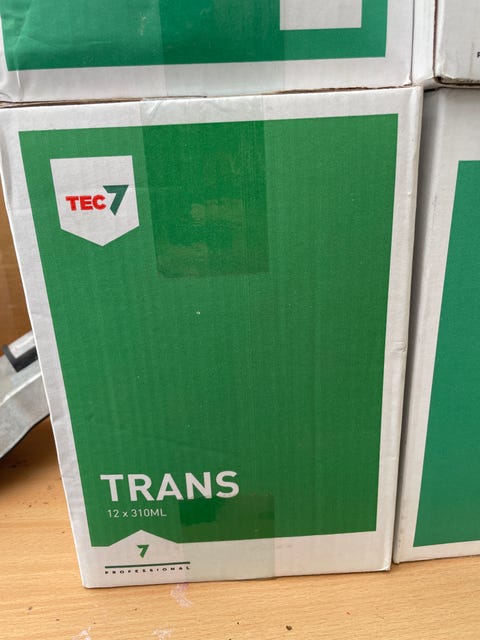 TEC7
TRANS
12 x 310ML
7
PROFESSIONAL